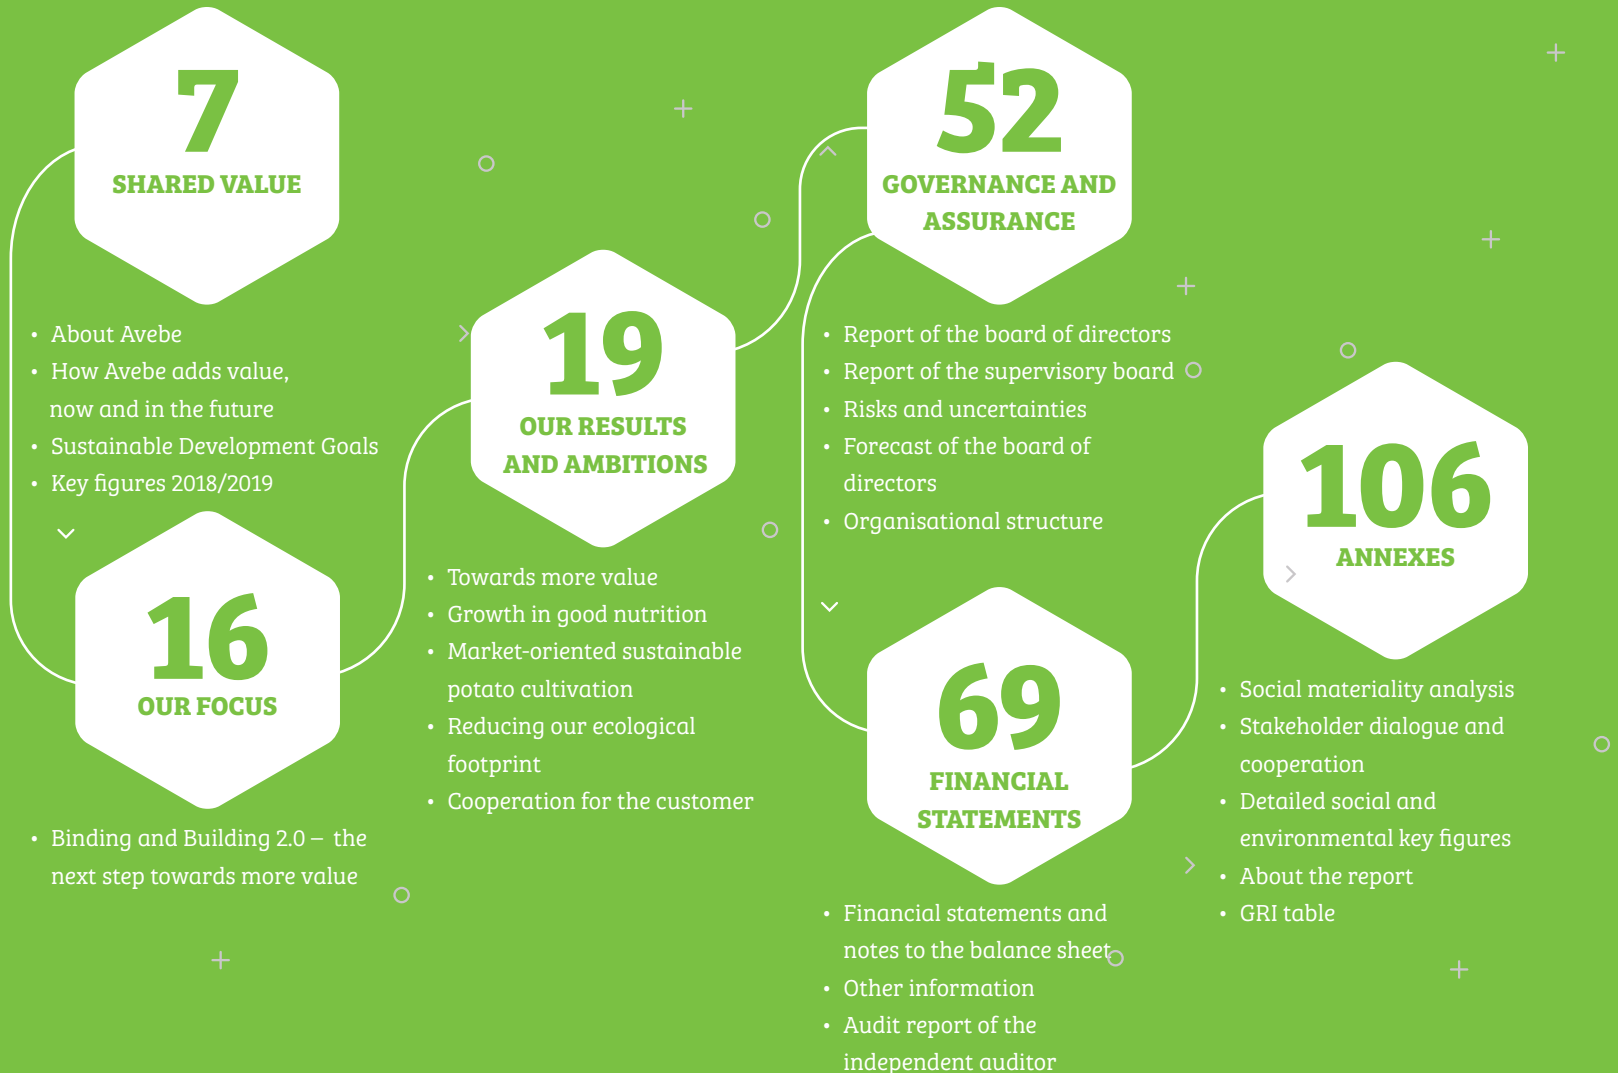 7
SHARED VALUE
• About Avebe
• How Avebe adds value,
now and in the future
• Sustainable Development Goals
• Key figures 2018/2019
16
OUR FOCUS
• Binding and Building 2.0 – the
next step towards more value
19
OUR RESULTS
AND AMBITIONS
• Towards more value
• Growth in good nutrition
• Market-oriented sustainable
potato cultivation
• Reducing our ecological
footprint
• Cooperation for the customer
52
GOVERNANCE AND
ASSURANCE
• Report of the board of directors
• Report of the supervisory board
• Risks and uncertainties
• Forecast of the board of
directors
• Organisational structure
69
FINANCIAL
STATEMENTS
• Financial statements and
notes to the balance sheet
• Other information
• Audit report of the
independent auditor
106
ANNEXES
• Social materiality analysis
• Stakeholder dialogue and
cooperation
• Detailed social and
environmental key figures
• About the report
• GRI table